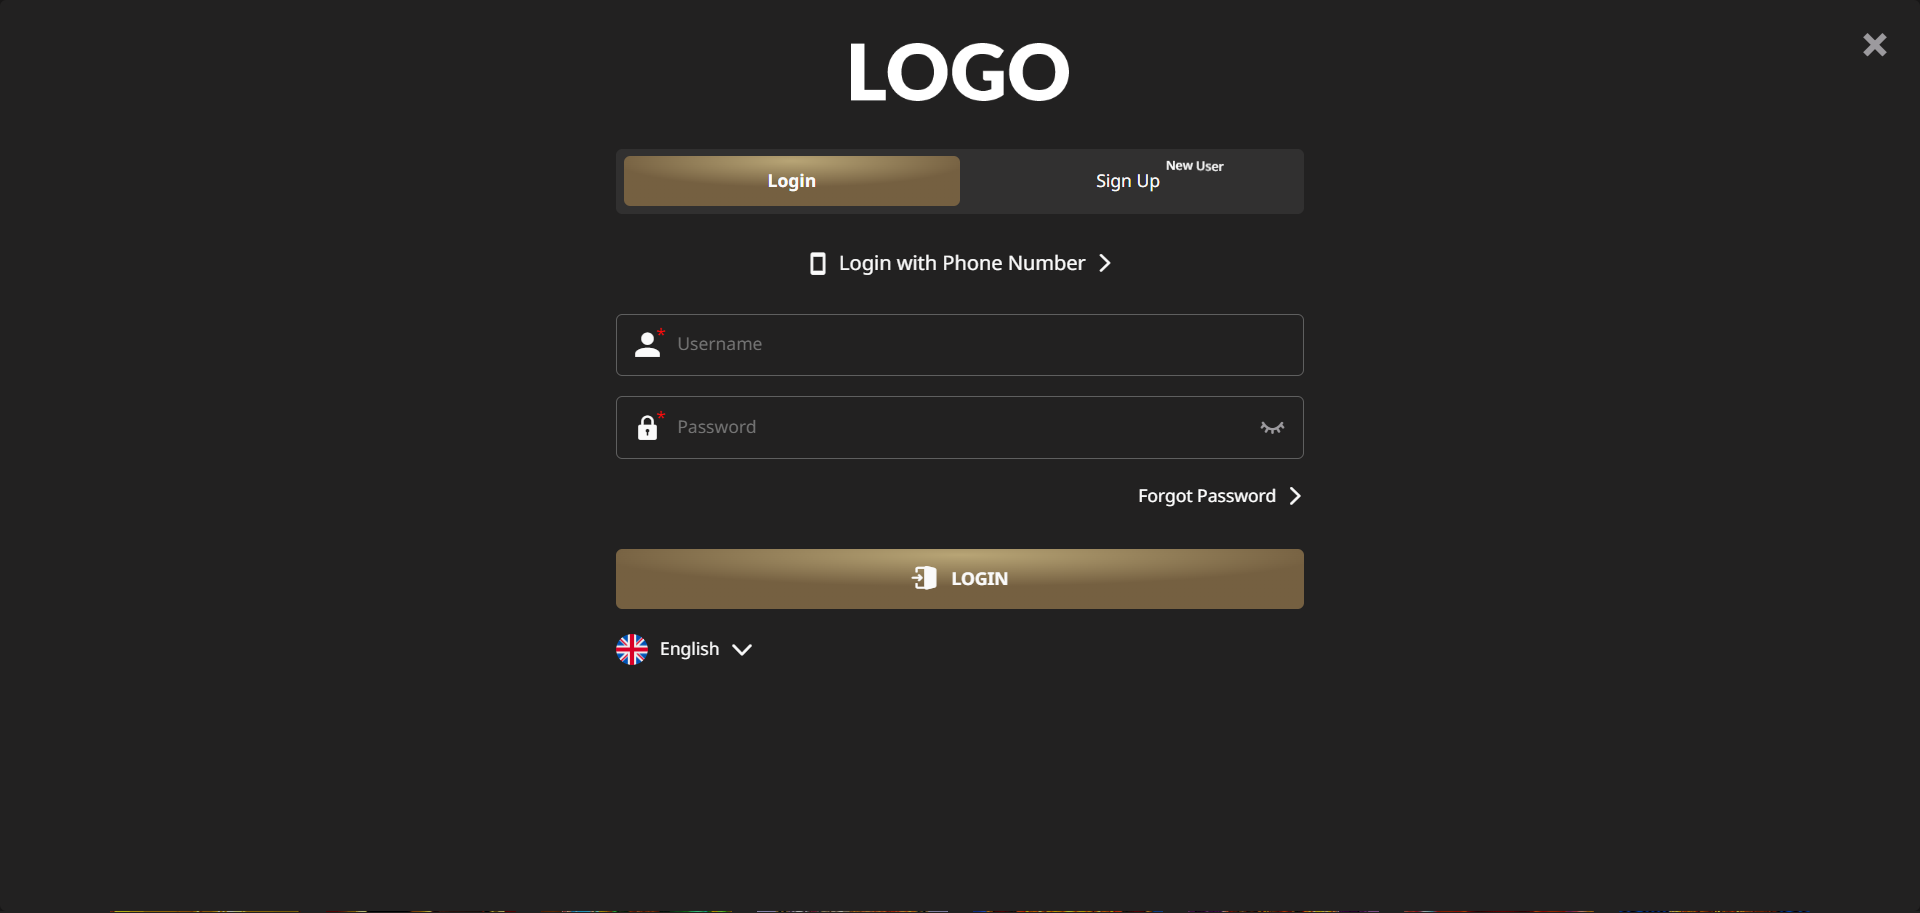 LOGO
Login
Sign Up New User
Login with Phone Number
* Username
* Password
Forgot Password
LOGIN
English